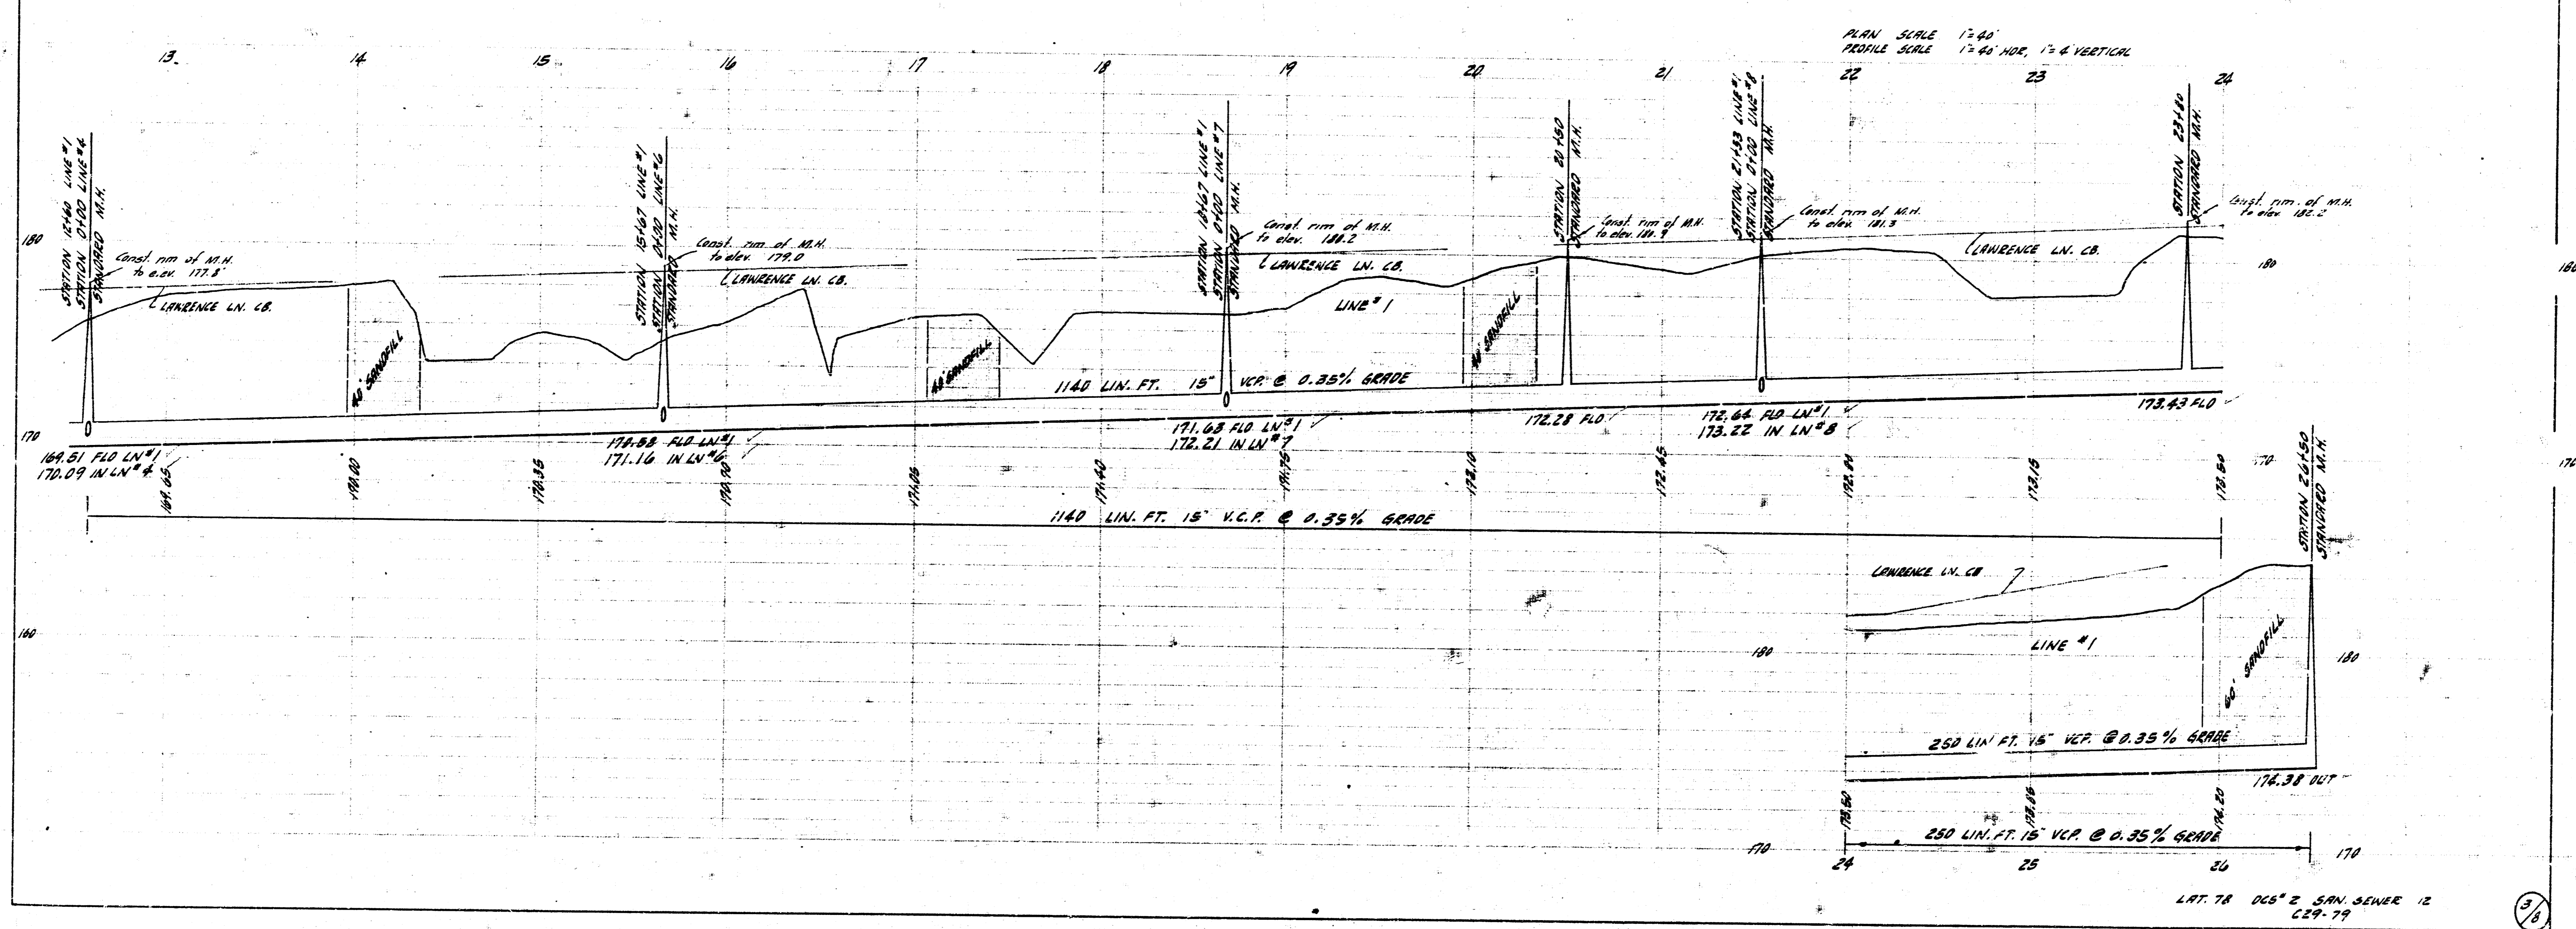 PLAN SCALE 1"=40'
PROFILE SCALE 1"=40' HOR, 1"=4' VERTICAL
13 14 15 16 17 18 19 20 21 22 23 24
STATION 12+60 LINE #1
STATION 0+00 LINE #4
STANDARD M.H.
Const. rim of M.H.
to elev. 177.8
LAWRENCE LN. CB.
STATION 15+67 LINE #1
STATION 0+00 LINE #6
STANDARD M.H.
Const. rim of M.H.
to elev. 179.0
LAWRENCE LN. CB.
STATION 18+67 LINE #1
STATION 0+00 LINE #7
STANDARD M.H.
Const. rim of M.H.
to elev. 180.2
LAWRENCE LN. CB.
LINE #1
STATION 20+50
STANDARD M.H.
Const. rim of M.H.
to elev. 180.9
STATION 21+33 LINE #1
STATION 0+00 LINE #8
STANDARD M.H.
Const. rim of M.H.
to elev. 181.3
LAWRENCE LN. CB.
STATION 23+80
STANDARD M.H.
Const. rim of M.H.
to elev. 182.2
180
180
180
40' SANDFILL
40' SANDFILL
40' SANDFILL
1140 LIN. FT. 15" VCP. @ 0.35% GRADE
170
169.51 FLO LN #1
170.09 IN LN #4
170.58 FLO LN #1
171.16 IN LN #6
171.63 FLO LN #1
172.21 IN LN #7
172.28 FLO
172.64 FLO LN #1
173.22 IN LN #8
173.43 FLO
170
170
169.65 170.00 170.35 170.70 171.05 171.40 171.75 172.10 172.45 172.80 173.15 173.50
1140 LIN. FT. 15" V.C.P. @ 0.35% GRADE
160
STATION 26+50
STANDARD M.H.
LAWRENCE LN. CB
LINE #1
180
180
60' SANDFILL
250 LIN FT. 15" VCP. @ 0.35% GRADE
174.38 OUT
173.50 173.85 174.20
250 LIN. FT. 15" VCP. @ 0.35% GRADE
170
170
24 25 26
LAT. 78 DCS #2 SAN. SEWER 12
C29-79
3/8